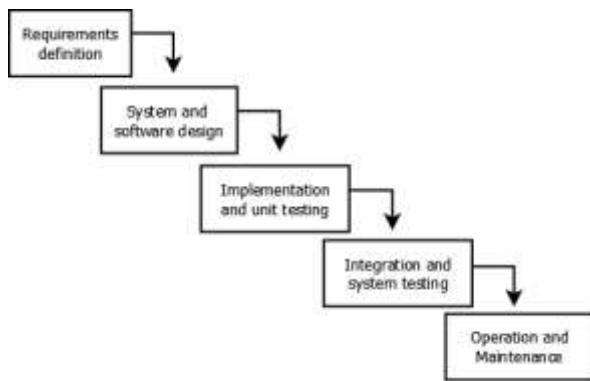 Requirements
definition
System and
software design
Implementation
and unit testing
Integration and
system testing
Operation and
Maintenance